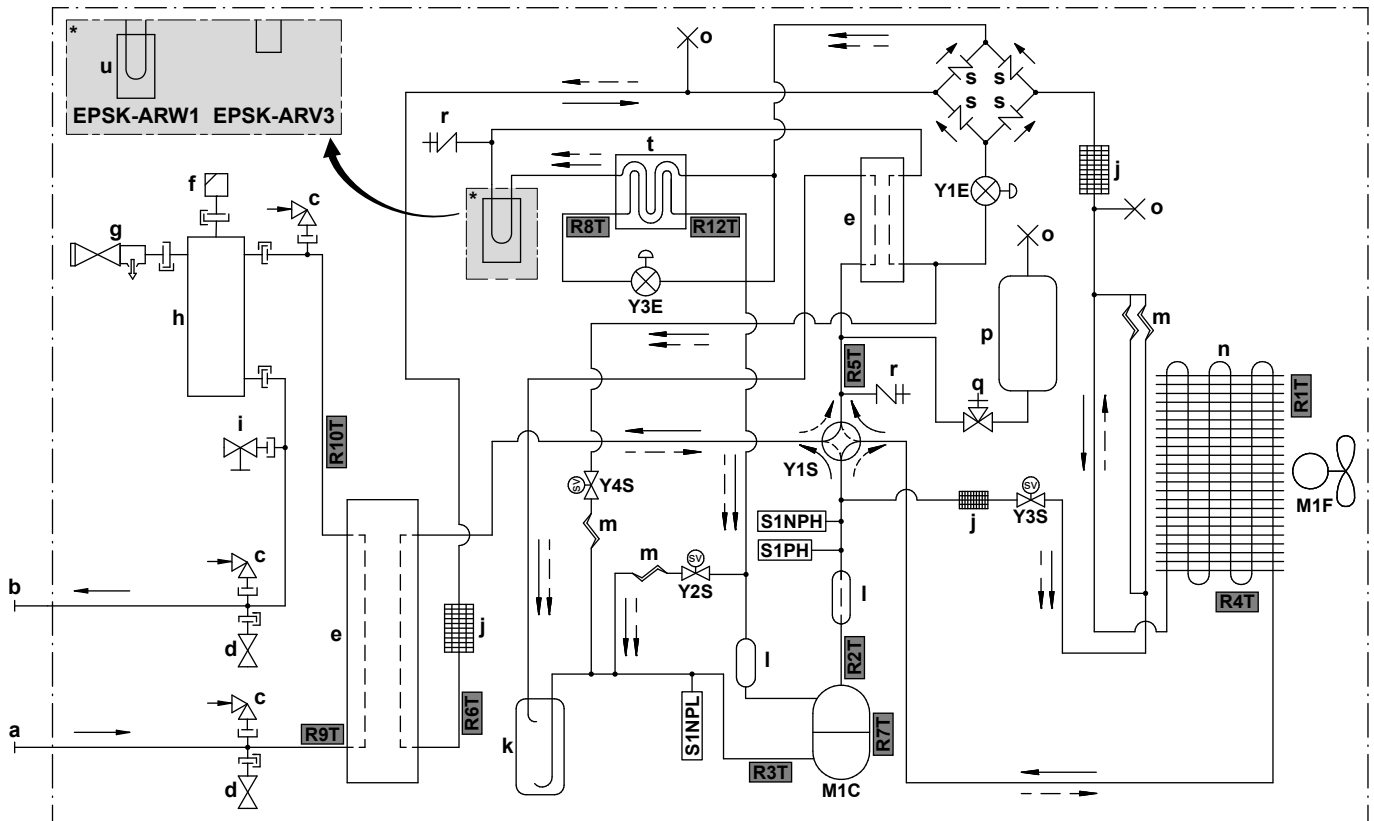 *
u
EPSK-ARW1 EPSK-ARV3
o
s s
s s
r
t
j
f
c
*
e
Y1E
o
g
R8T R12T
o
Y3E
h
p
m
n
R5T
r
q
R1T
i
R10T
Y1S
SV
Y4S
M1F
S1NPH
j
SV
Y3S
m
S1PH
m
SV
Y2S
c
b
l
R4T
e
j
d
l
R2T
c
R6T
a
R9T
k
S1NPL
R7T
d
R3T
M1C